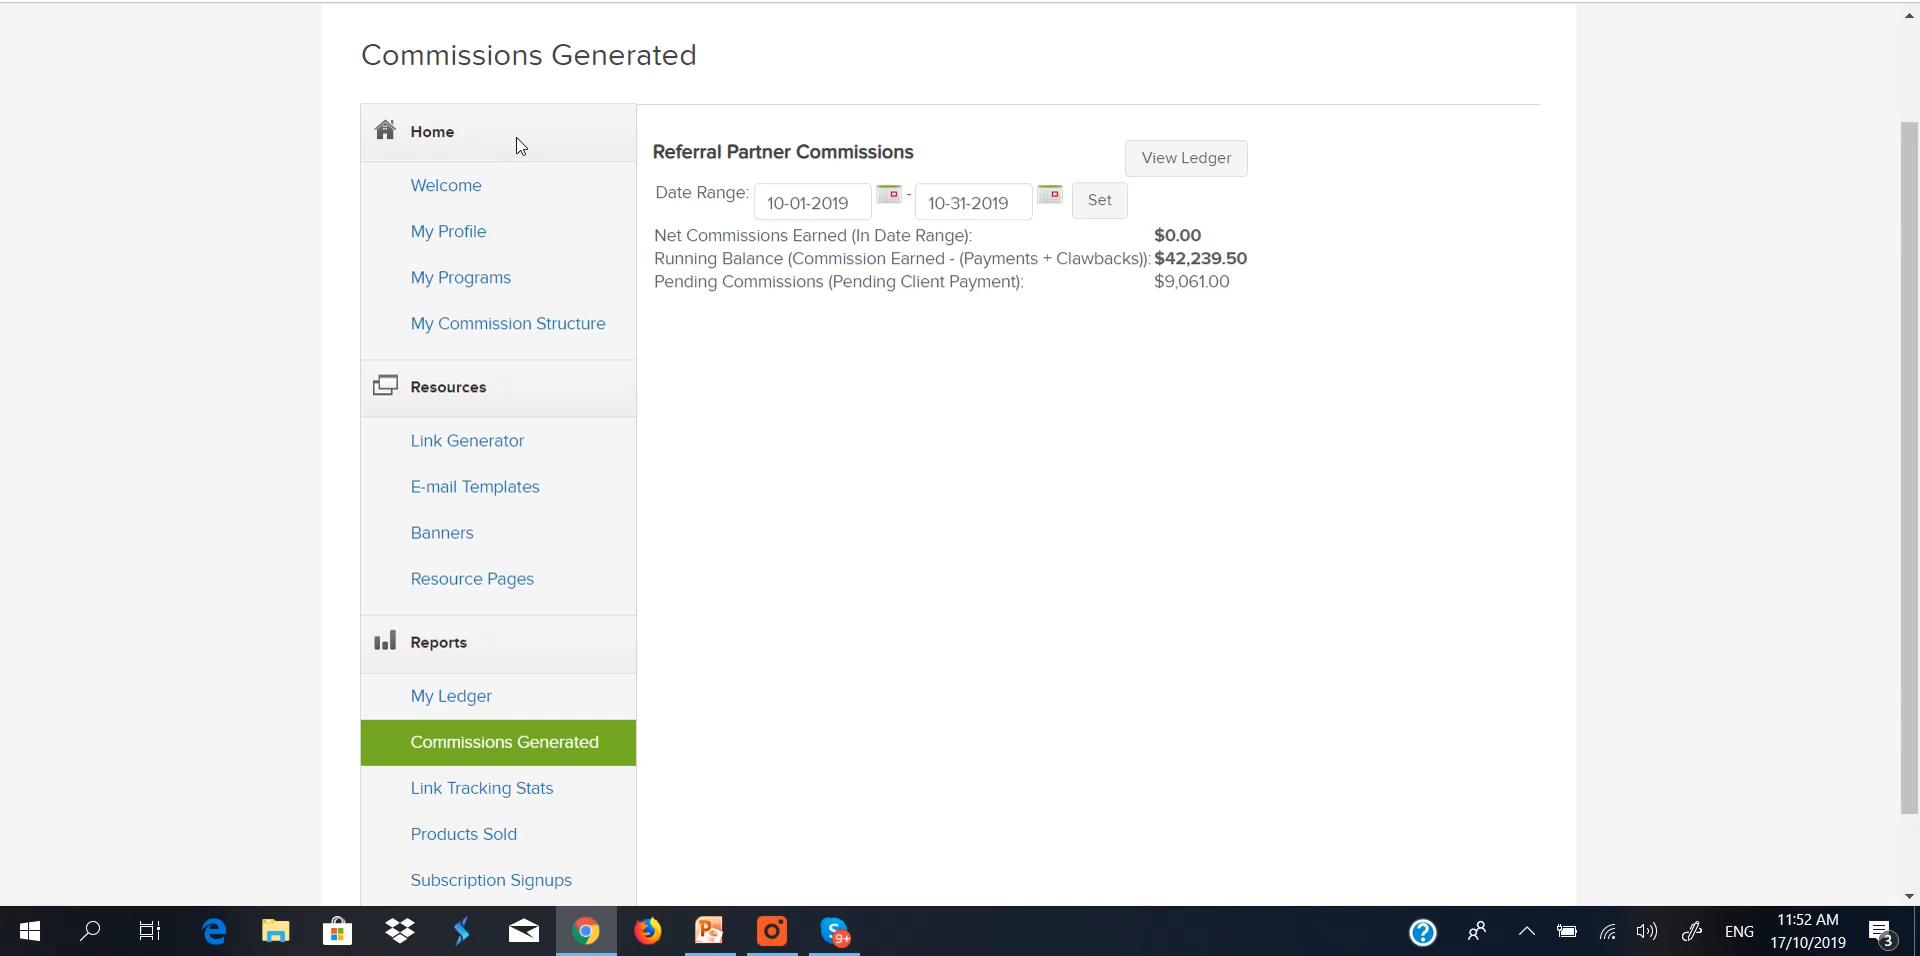 Commissions Generated
Home
Welcome
My Profile
My Programs
My Commission Structure
Resources
Link Generator
E-mail Templates
Banners
Resource Pages
Reports
My Ledger
Commissions Generated
Link Tracking Stats
Products Sold
Subscription Signups
Referral Partner Commissions
View Ledger
Date Range: 10-01-2019 - 10-31-2019 Set
Net Commissions Earned (In Date Range): $0.00
Running Balance (Commission Earned - (Payments + Clawbacks)): $42,239.50
Pending Commissions (Pending Client Payment): $9,061.00
9+
ENG
11:52 AM
17/10/2019
3